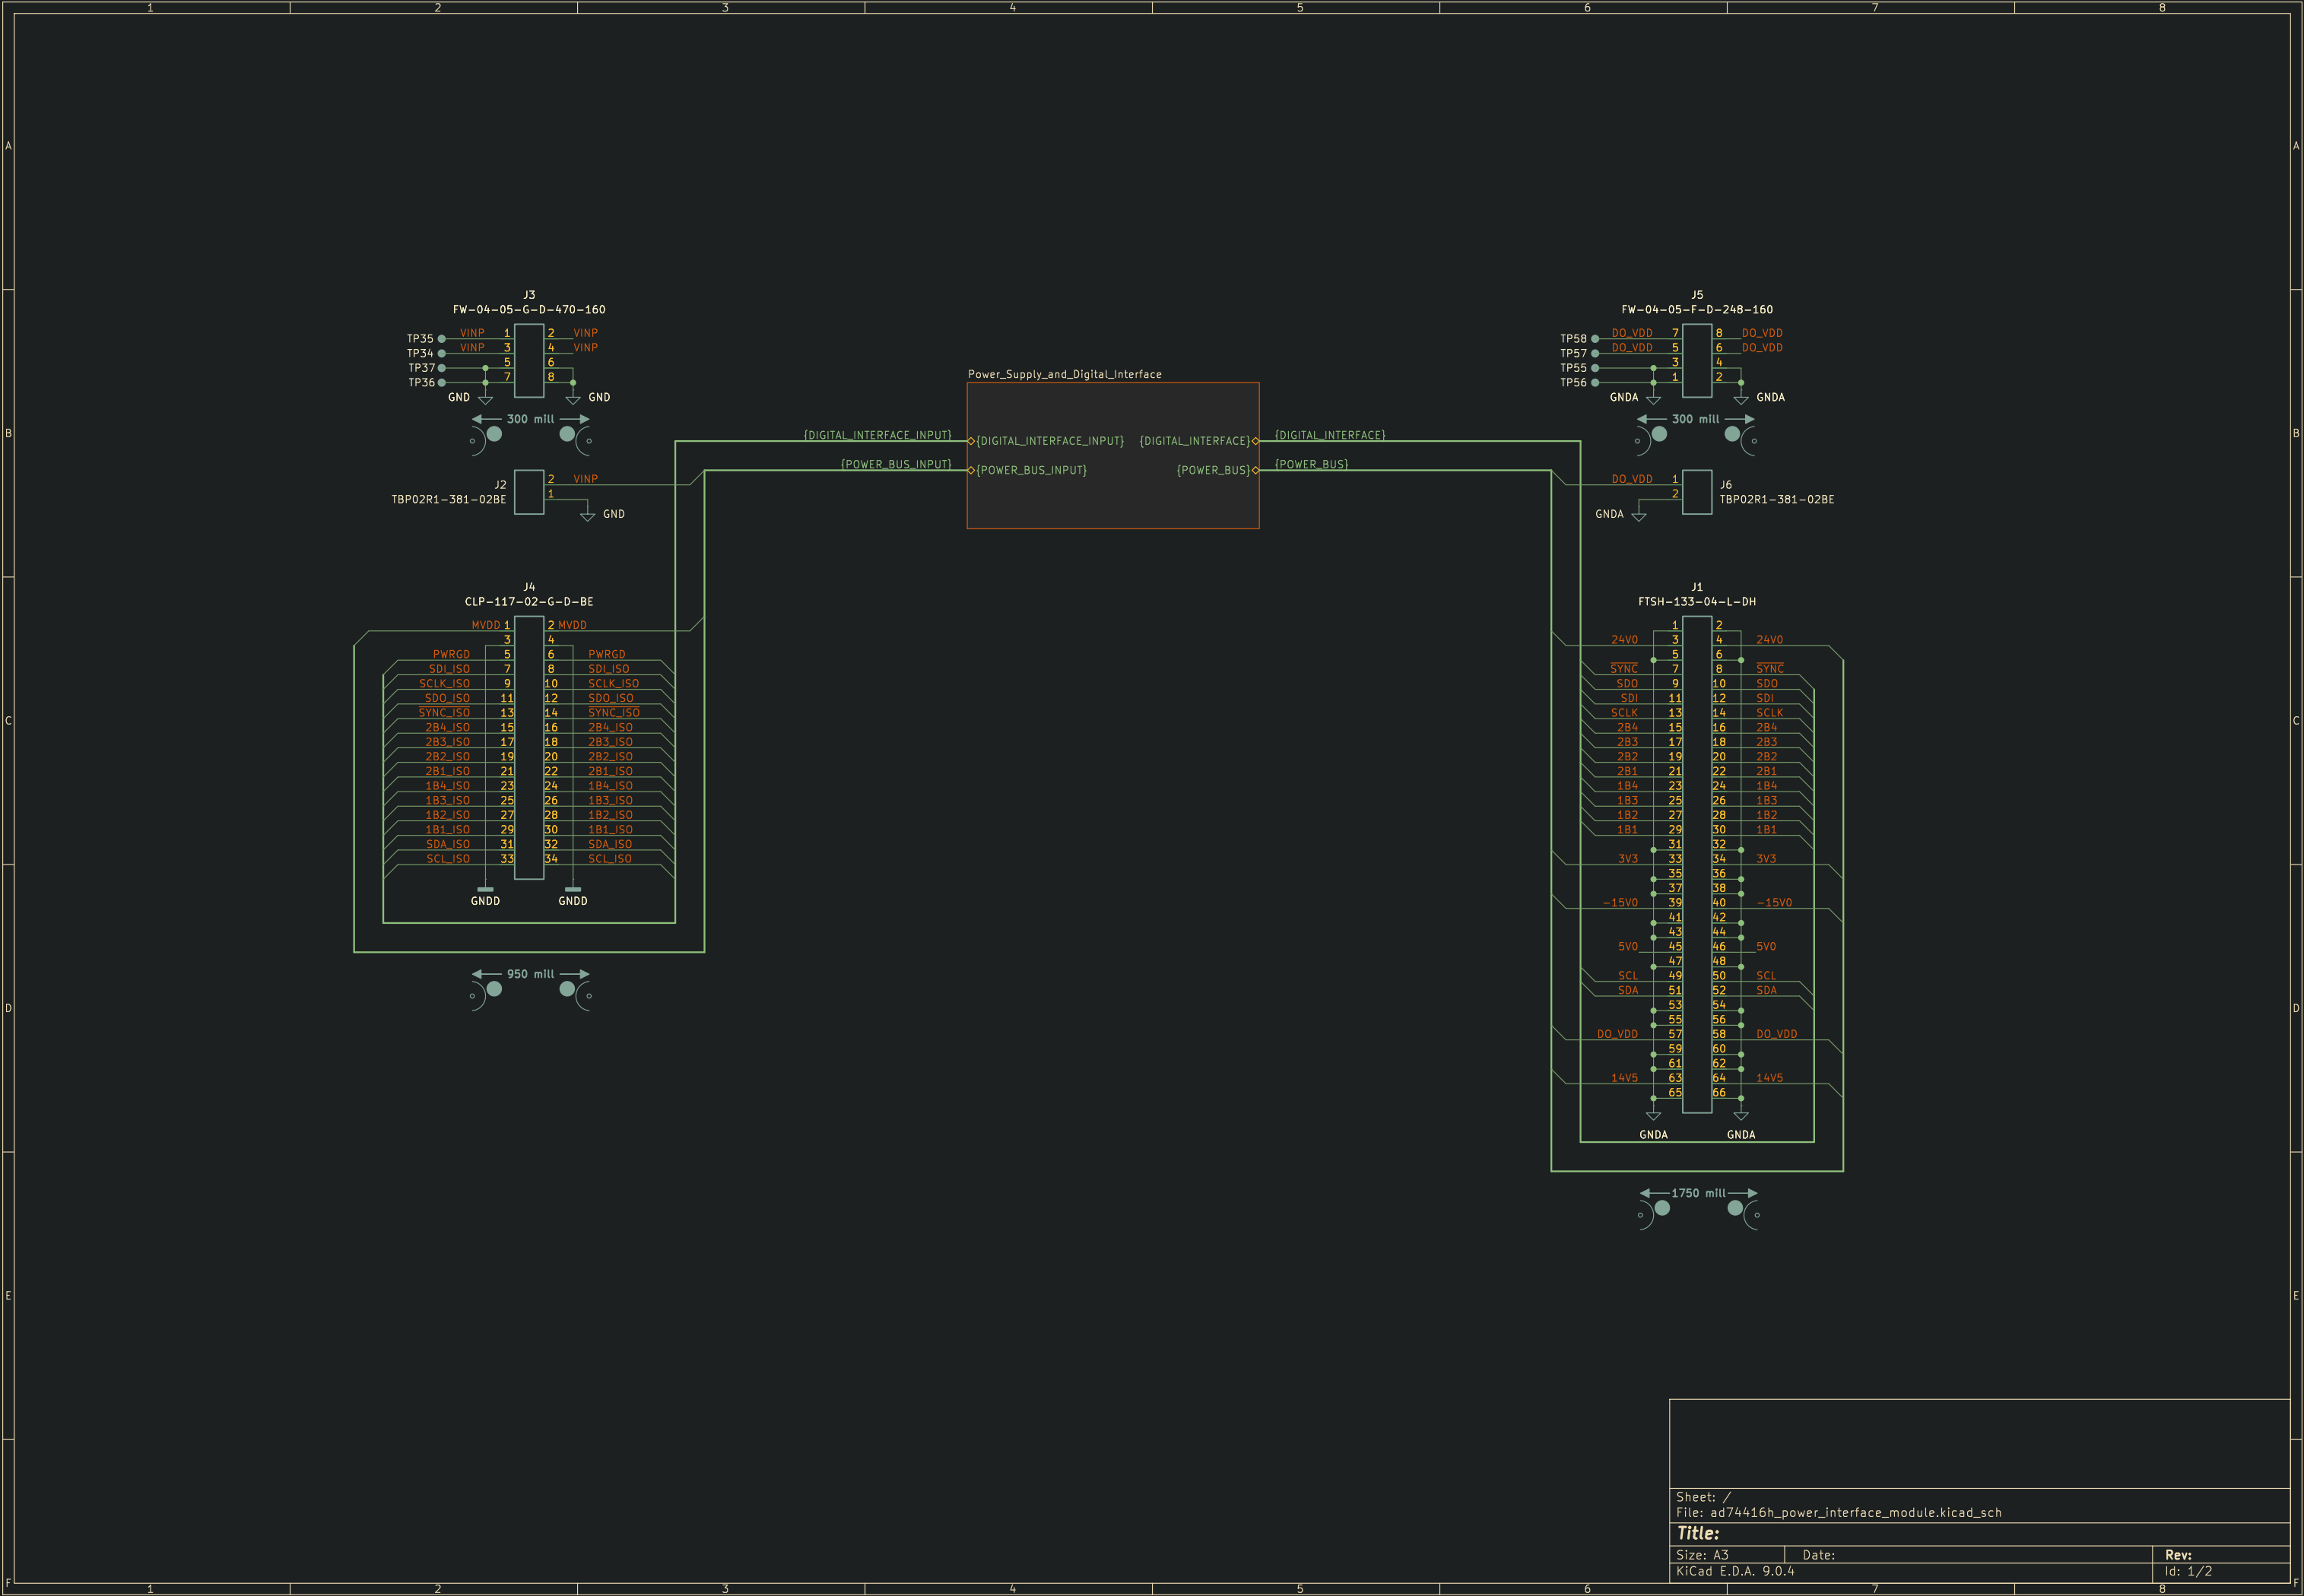 1 2 3 4 5 6 7 8
A A
B B
C C
D D
E E
F F
J3
FW-04-05-G-D-470-160
TP35 VINP 1 2 VINP
TP34 VINP 3 4 VINP
TP37 5 6
TP36 7 8
GND GND
300 mill
J2
TBP02R1-381-02BE
2 VINP
1
GND
J4
CLP-117-02-G-D-BE
MVDD 1 2 MVDD
3 4
PWRGD 5 6 PWRGD
SDI_ISO 7 8 SDI_ISO
SCLK_ISO 9 10 SCLK_ISO
SDO_ISO 11 12 SDO_ISO
SYNC_ISO 13 14 SYNC_ISO
2B4_ISO 15 16 2B4_ISO
2B3_ISO 17 18 2B3_ISO
2B2_ISO 19 20 2B2_ISO
2B1_ISO 21 22 2B1_ISO
1B4_ISO 23 24 1B4_ISO
1B3_ISO 25 26 1B3_ISO
1B2_ISO 27 28 1B2_ISO
1B1_ISO 29 30 1B1_ISO
SDA_ISO 31 32 SDA_ISO
SCL_ISO 33 34 SCL_ISO
GNDD GNDD
950 mill
Power_Supply_and_Digital_Interface
{DIGITAL_INTERFACE_INPUT} {DIGITAL_INTERFACE_INPUT} {DIGITAL_INTERFACE} {DIGITAL_INTERFACE}
{POWER_BUS_INPUT} {POWER_BUS_INPUT} {POWER_BUS} {POWER_BUS}
J5
FW-04-05-F-D-248-160
TP58 DO_VDD 7 8 DO_VDD
TP57 DO_VDD 5 6 DO_VDD
TP55 3 4
TP56 1 2
GNDA GNDA
300 mill
DO_VDD 1
2
J6
TBP02R1-381-02BE
GNDA
J1
FTSH-133-04-L-DH
1 2
24V0 3 4 24V0
5 6
SYNC 7 8 SYNC
SDO 9 10 SDO
SDI 11 12 SDI
SCLK 13 14 SCLK
2B4 15 16 2B4
2B3 17 18 2B3
2B2 19 20 2B2
2B1 21 22 2B1
1B4 23 24 1B4
1B3 25 26 1B3
1B2 27 28 1B2
1B1 29 30 1B1
31 32
3V3 33 34 3V3
35 36
37 38
-15V0 39 40 -15V0
41 42
43 44
5V0 45 46 5V0
47 48
SCL 49 50 SCL
SDA 51 52 SDA
53 54
55 56
DO_VDD 57 58 DO_VDD
59 60
61 62
14V5 63 64 14V5
65 66
GNDA GNDA
1750 mill
Sheet: /
File: ad74416h_power_interface_module.kicad_sch
Title:
Size: A3 Date: Rev:
KiCad E.D.A. 9.0.4 Id: 1/2
1 2 3 4 5 6 7 8